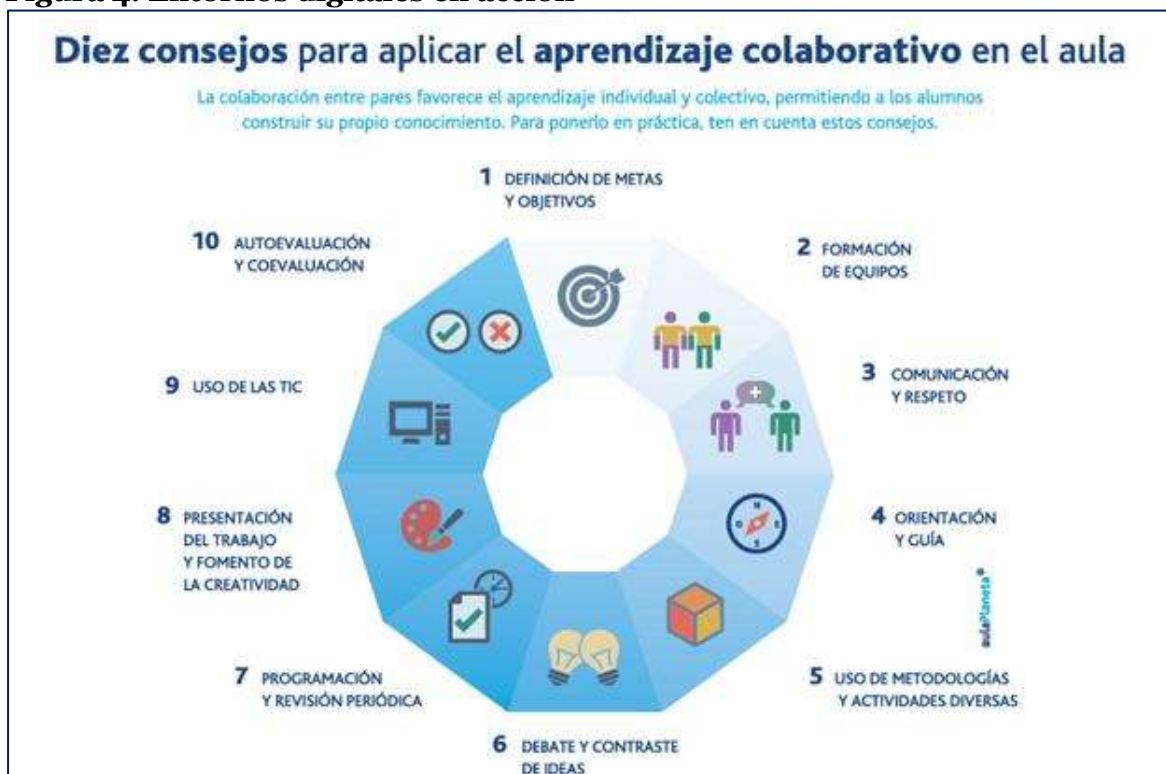 Figura 4. Entornos digitales en acción
Diez consejos para aplicar el aprendizaje colaborativo en el aula
La colaboración entre pares favorece el aprendizaje individual y colectivo, permitiendo a los alumnos
construir su propio conocimiento. Para ponerlo en práctica, ten en cuenta estos consejos.
1 DEFINICIÓN DE METAS
Y OBJETIVOS
2 FORMACIÓN
DE EQUIPOS
3 COMUNICACIÓN
Y RESPETO
4 ORIENTACIÓN
Y GUÍA
5 USO DE METODOLOGÍAS
Y ACTIVIDADES DIVERSAS
6 DEBATE Y CONTRASTE
DE IDEAS
7 PROGRAMACIÓN
Y REVISIÓN PERIÓDICA
8 PRESENTACIÓN
DEL TRABAJO
Y FOMENTO DE
LA CREATIVIDAD
9 USO DE LAS TIC
10 AUTOEVALUACIÓN
Y COEVALUACIÓN
N
O
E
S
aulaPlaneta